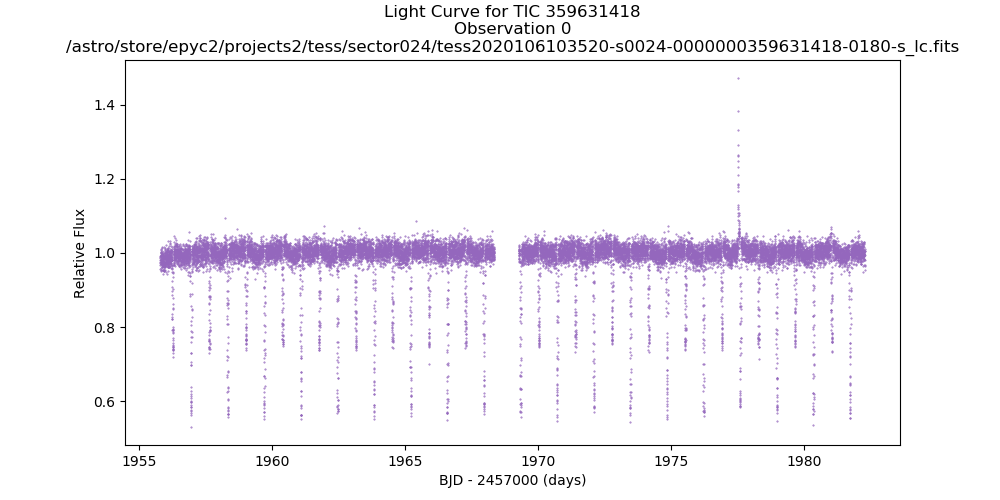 Light Curve for TIC 359631418
Observation 0
/astro/store/epyc2/projects2/tess/sector024/tess2020106103520-s0024-0000000359631418-0180-s_lc.fits
1.4
1.2
1.0
0.8
0.6
Relative Flux
1955 1960 1965 1970 1975 1980
BJD - 2457000 (days)